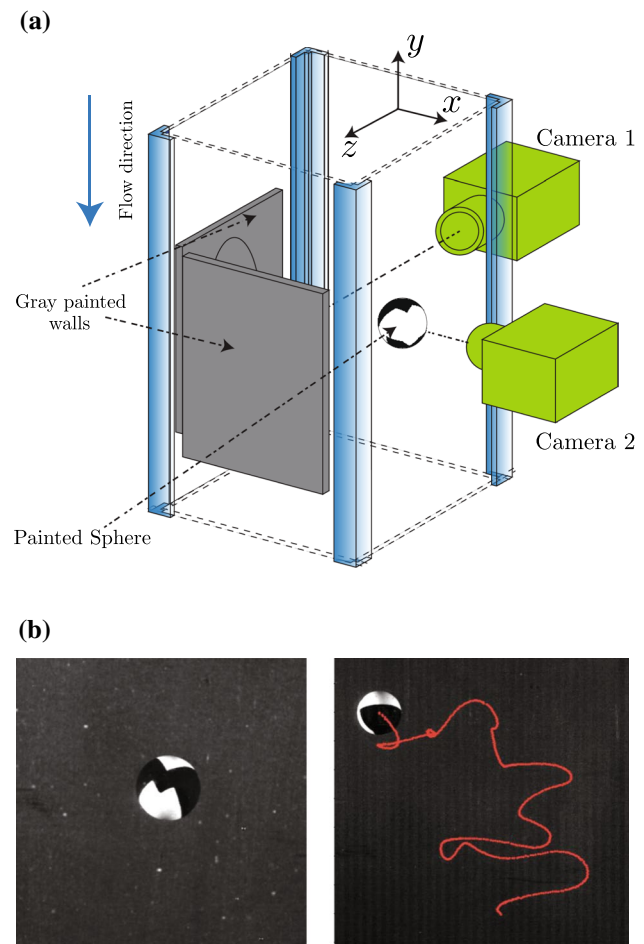 (a)
y
x
z
Flow direction
Camera 1
Gray painted
walls
Camera 2
Painted Sphere
(b)